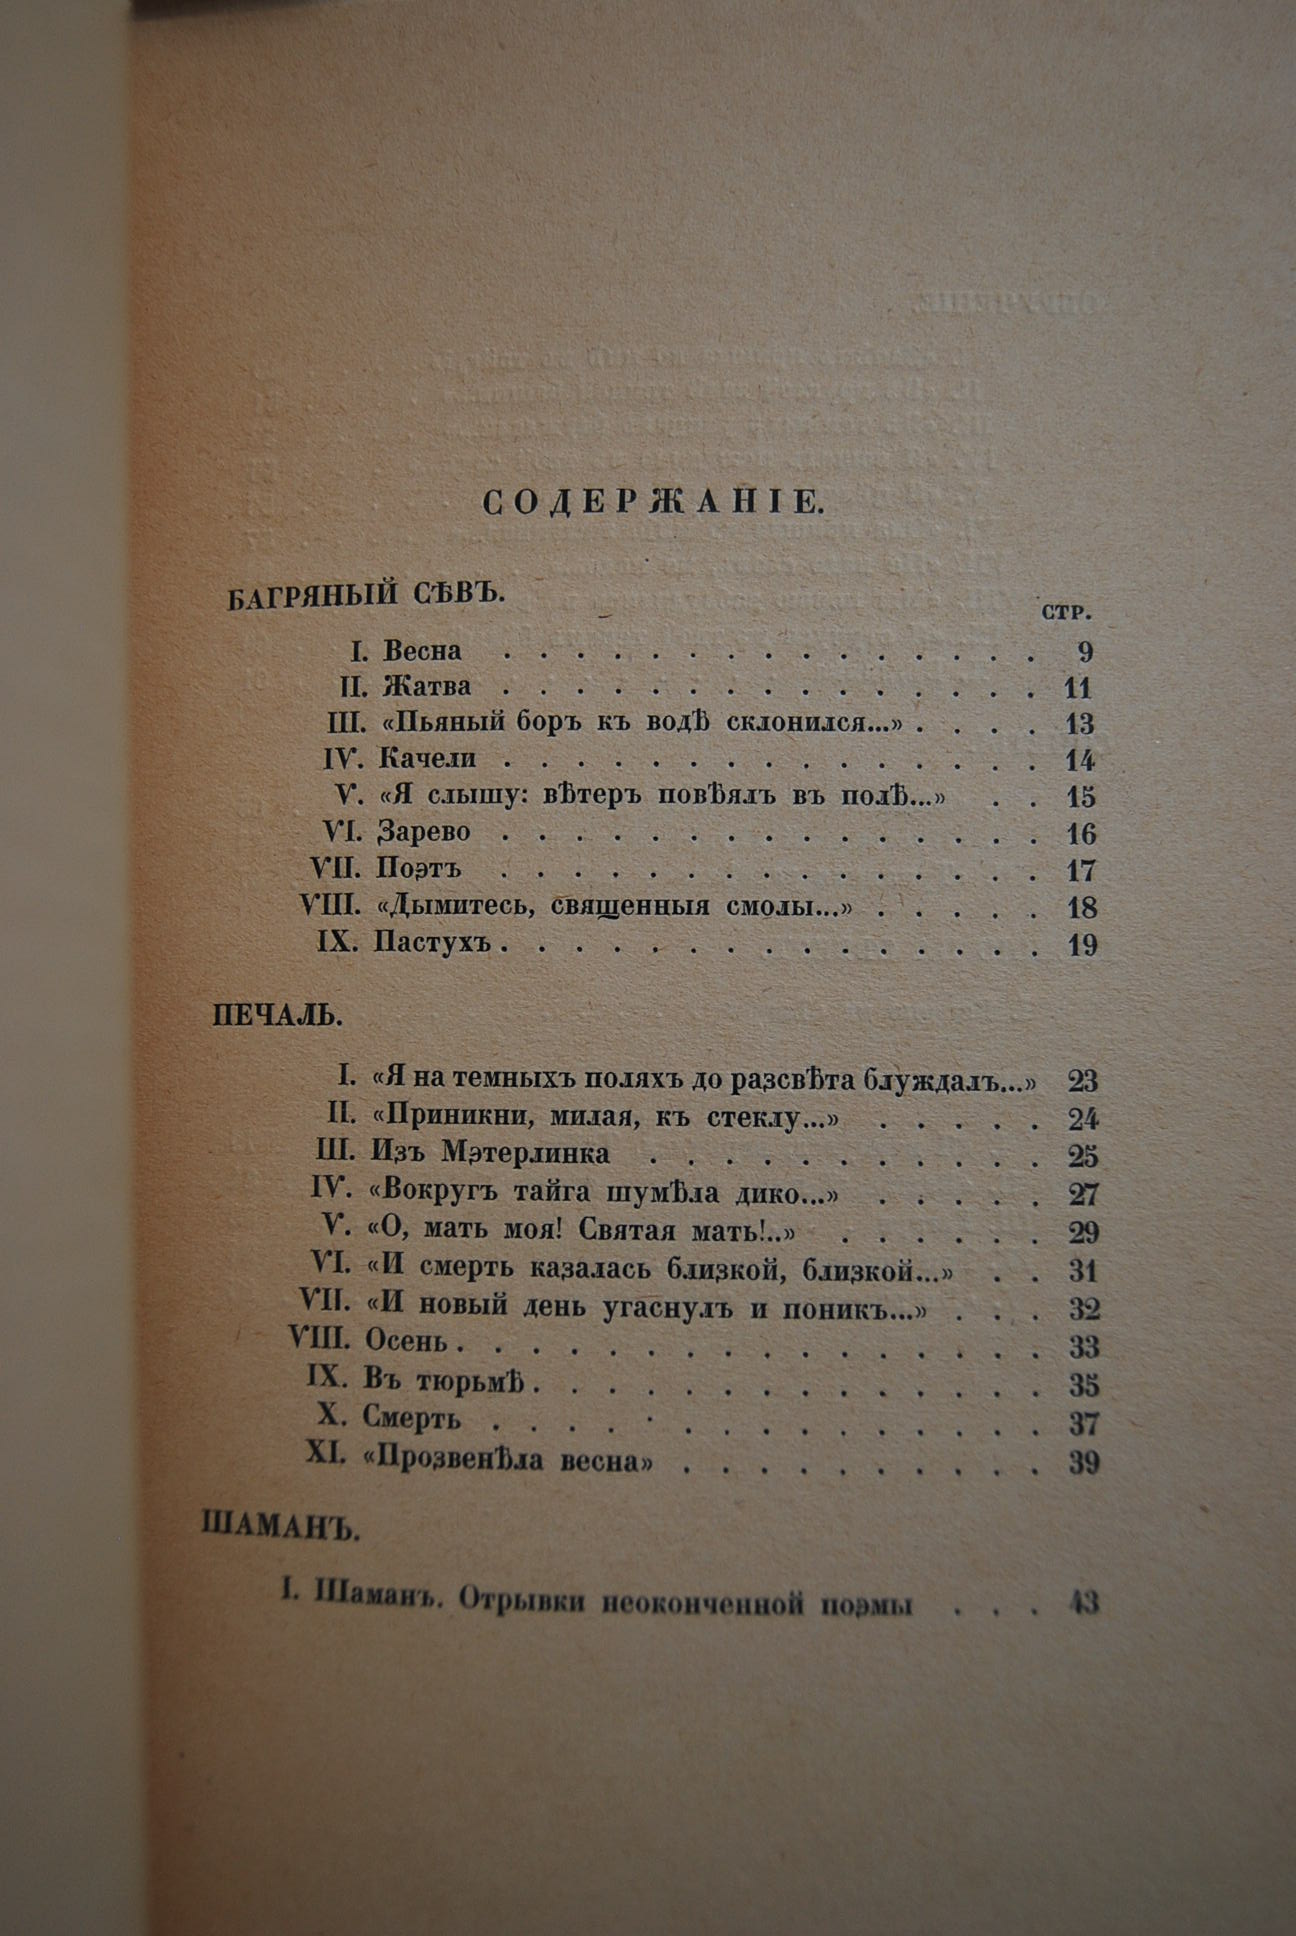 СОДЕРЖАНІЕ.
БАГРЯНЫЙ СѢВЪ.
СТР.
I. Весна . . . . . . . . . . . . . . . 9
II. Жатва . . . . . . . . . . . . . . . 11
III. «Пьяный боръ къ водѣ склонился...» . . . . 13
IV. Качели . . . . . . . . . . . . . . . 14
V. «Я слышу: вѣтеръ повѣялъ въ полѣ...» . . 15
VI. Зарево . . . . . . . . . . . . . . . 16
VII. Поэтъ . . . . . . . . . . . . . . . 17
VIII. «Дымитесь, священныя смолы...» . . . . . 18
IX. Пастухъ . . . . . . . . . . . . . . . 19
ПЕЧАЛЬ.
I. «Я на темныхъ поляхъ до разсвѣта блуждалъ...» 23
II. «Приникни, милая, къ стеклу...» . . . . . 24
III. Изъ Мэтерлинка . . . . . . . . . . . 25
IV. «Вокругъ тайга шумѣла дико...» . . . . . 27
V. «О, мать моя! Святая мать!..» . . . . . . 29
VI. «И смерть казалась близкой, близкой...» . . 31
VII. «И новый день угаснулъ и поникъ...» . . . 32
VIII. Осень . . . . . . . . . . . . . . . . 33
IX. Въ тюрьмѣ . . . . . . . . . . . . . . 35
X. Смерть . . . . . . . . . . . . . . . 37
XI. «Прозвенѣла весна» . . . . . . . . . . 39
ШАМАНЪ.
I. Шаманъ. Отрывки неоконченной поэмы . . . 43